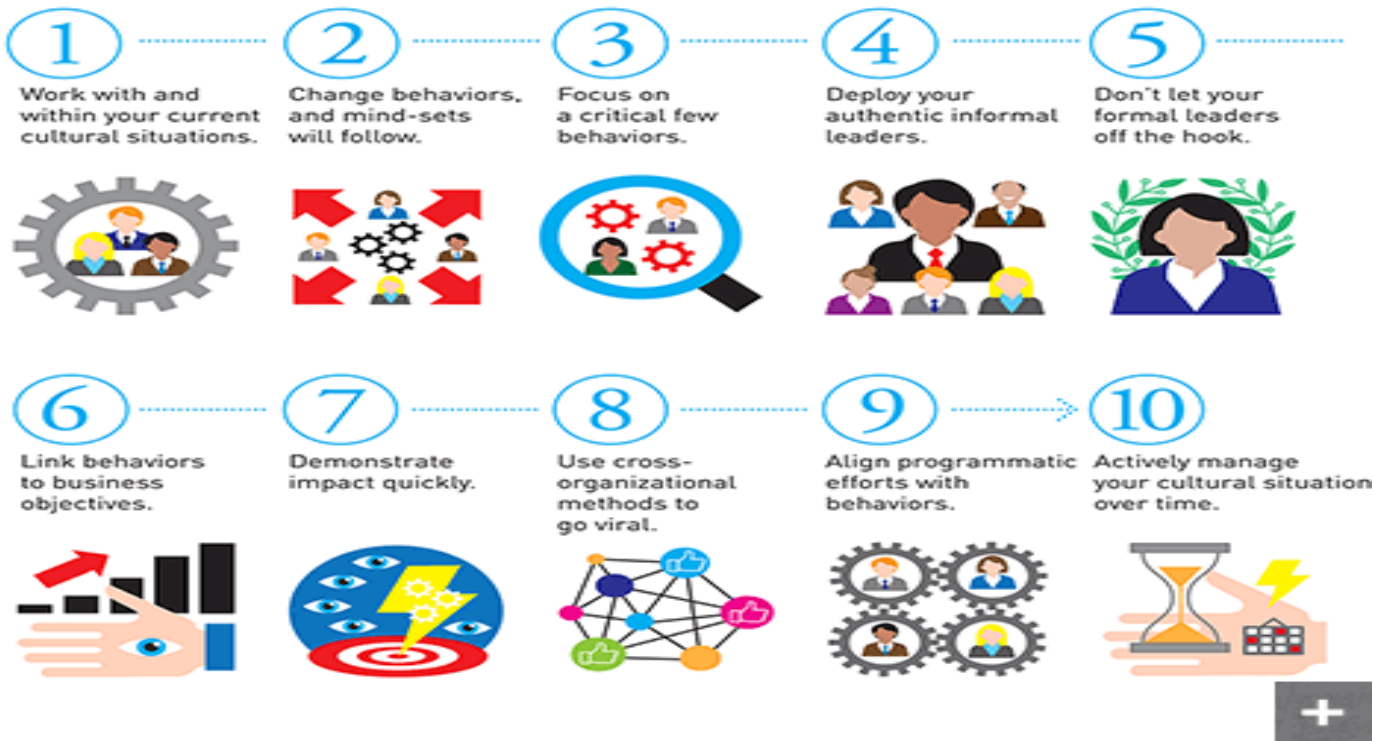 1
Work with and
within your current
cultural situations.
2
Change behaviors,
and mind-sets
will follow.
3
Focus on
a critical few
behaviors.
4
Deploy your
authentic informal
leaders.
5
Don't let your
formal leaders
off the hook.
6
Link behaviors
to business
objectives.
7
Demonstrate
impact quickly.
8
Use cross-
organizational
methods to
go viral.
9
Align programmatic
efforts with
behaviors.
10
Actively manage
your cultural situation
over time.
+